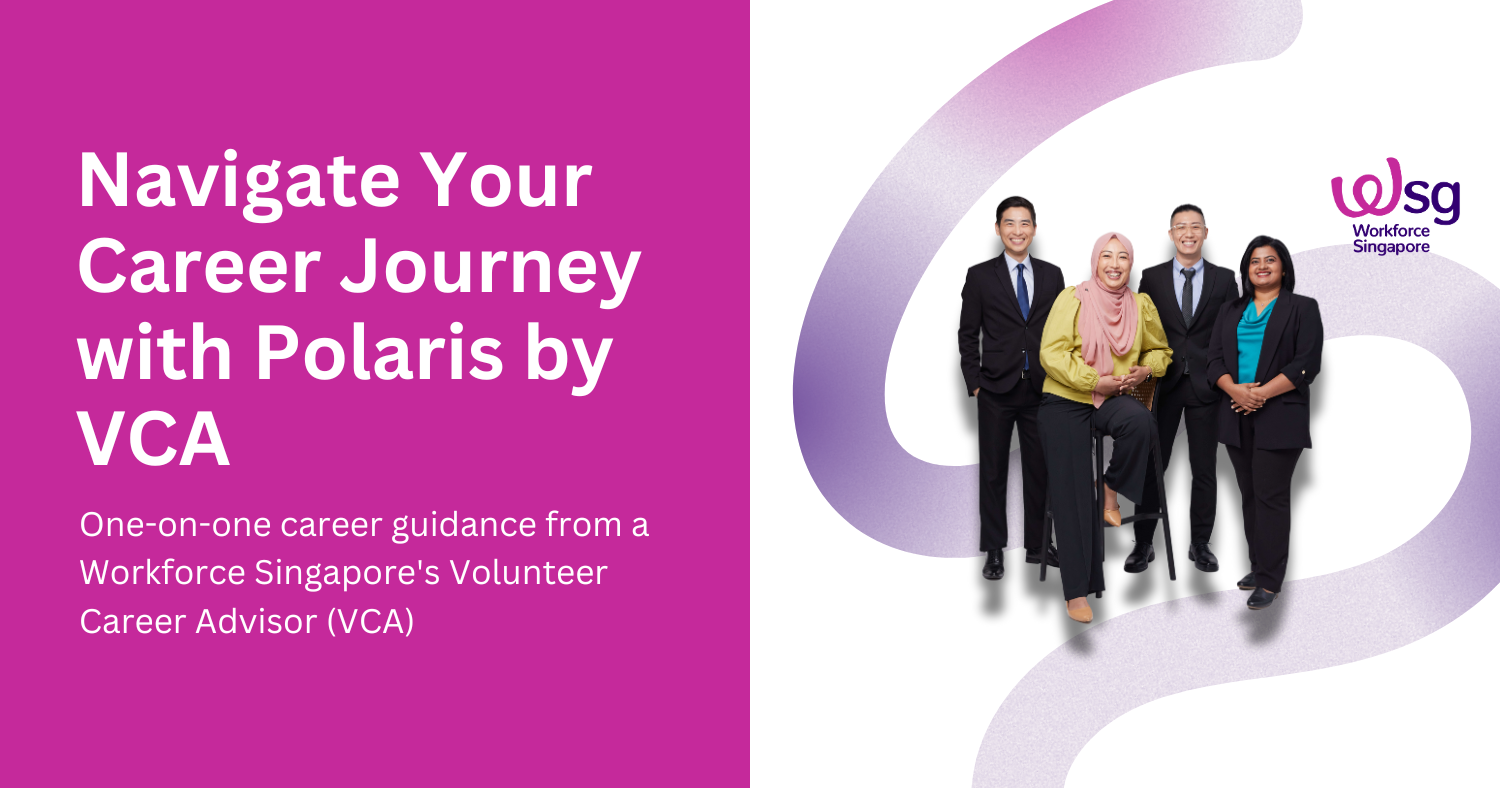 Navigate Your
Career Journey
with Polaris by
VCA
One-on-one career guidance from a
Workforce Singapore's Volunteer
Career Advisor (VCA)
wsg
Workforce
Singapore